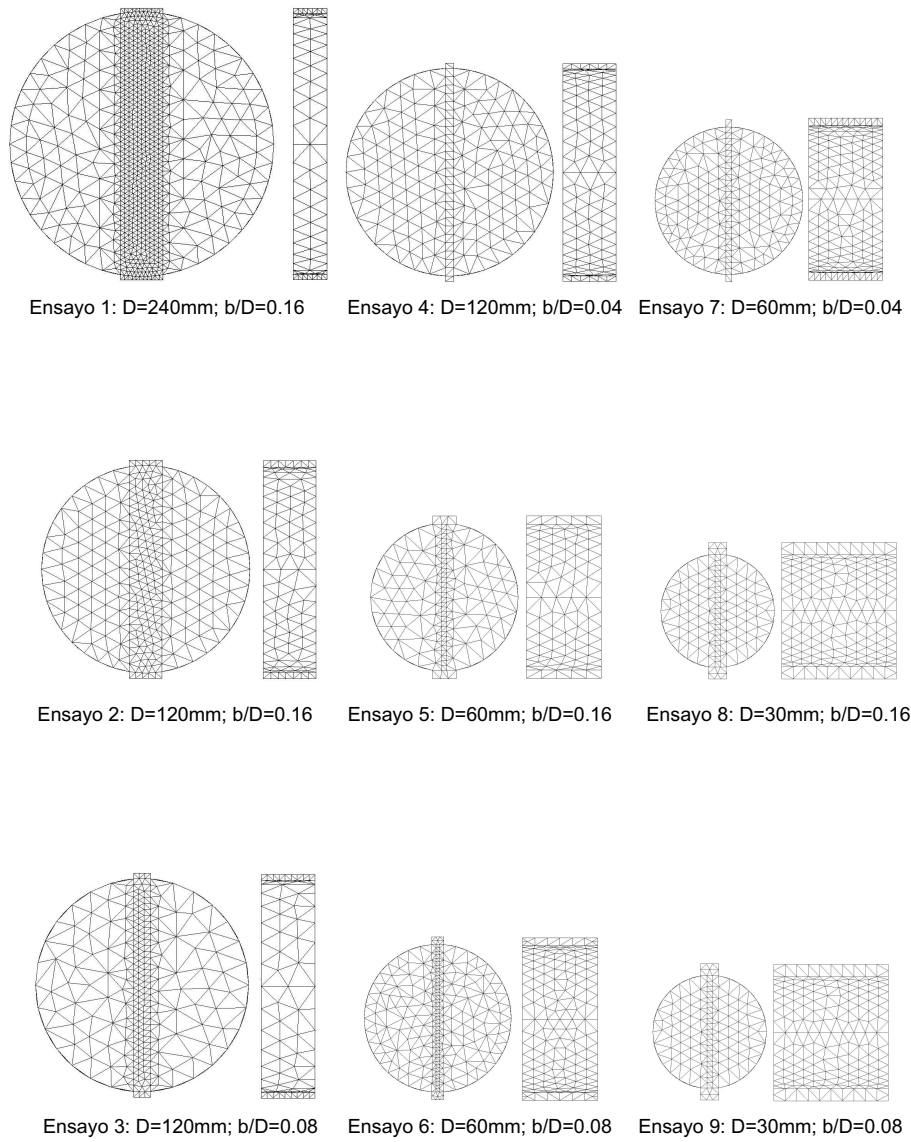 Ensayo 1: D=240mm; b/D=0.16
Ensayo 4: D=120mm; b/D=0.04
Ensayo 7: D=60mm; b/D=0.04
Ensayo 2: D=120mm; b/D=0.16
Ensayo 5: D=60mm; b/D=0.16
Ensayo 8: D=30mm; b/D=0.16
Ensayo 3: D=120mm; b/D=0.08
Ensayo 6: D=60mm; b/D=0.08
Ensayo 9: D=30mm; b/D=0.08